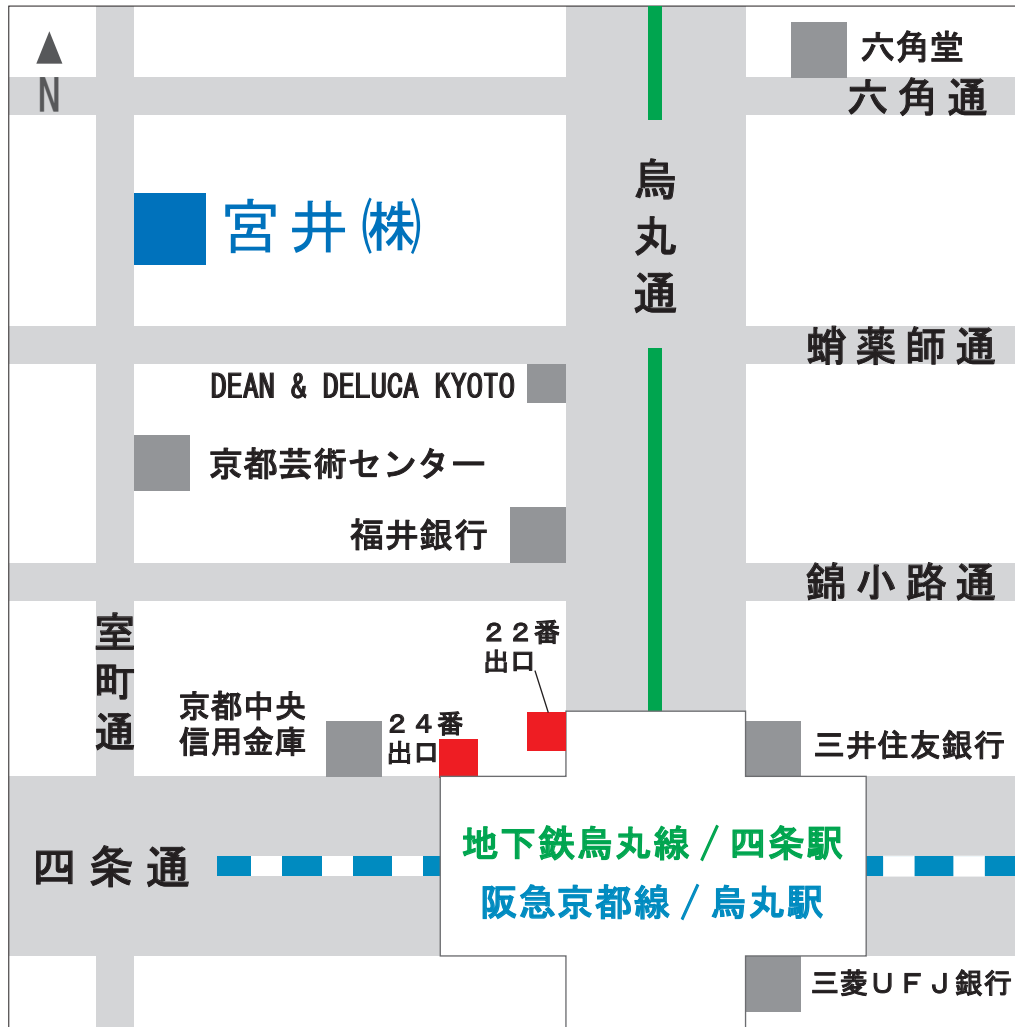 六角堂
N
六角通
宮井㈱
烏丸通
蛸薬師通
DEAN & DELUCA KYOTO
京都芸術センター
福井銀行
錦小路通
室町通
22番
出口
京都中央
信用金庫
24番
出口
三井住友銀行
四条通
地下鉄烏丸線/四条駅
阪急京都線/烏丸駅
三菱UFJ銀行